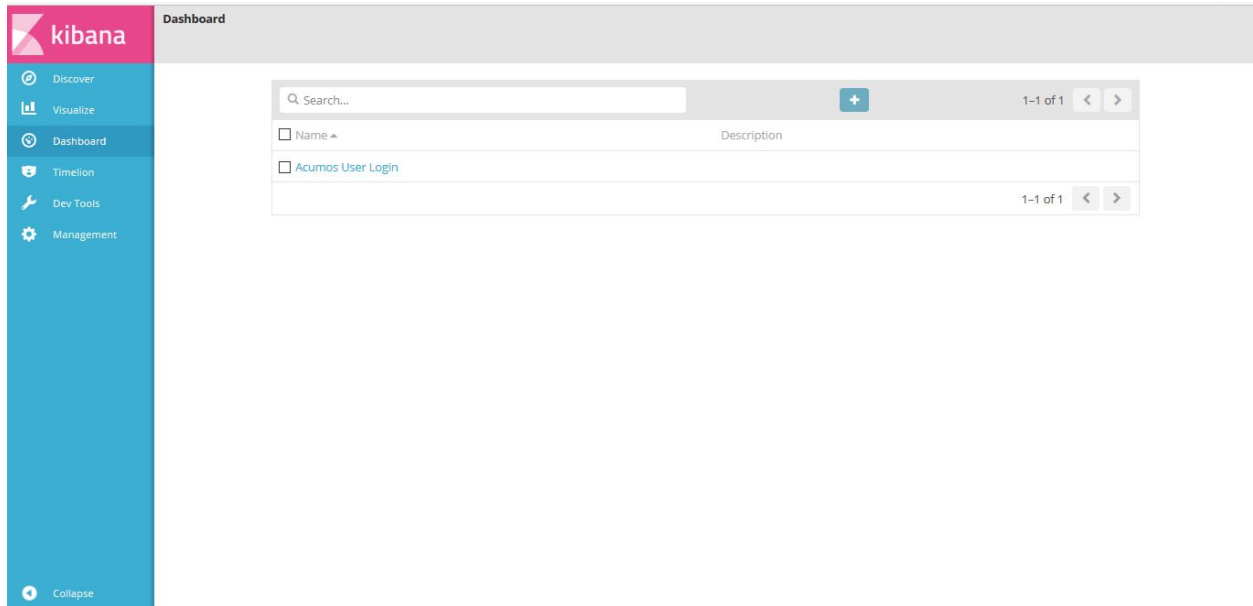 kibana
Dashboard
Discover
Visualize
Dashboard
Timelion
Dev Tools
Management
Collapse
Search...
1–1 of 1
Name
Description
Acumos User Login
1–1 of 1